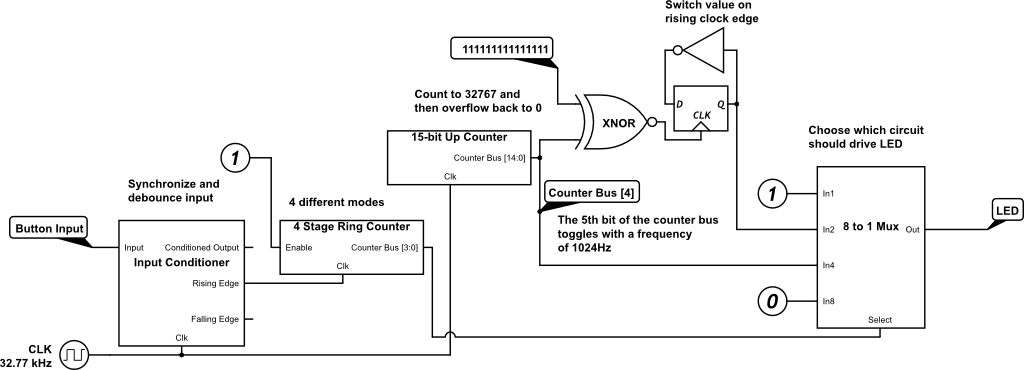 Switch value on
rising clock edge
111111111111111
D
Q
CLK
Count to 32767 and
then overflow back to 0
XNOR
15-bit Up Counter
Counter Bus [14:0]
Clk
Choose which circuit
should drive LED
1
Synchronize and
debounce input
4 different modes
Counter Bus [4]
1
In1
The 5th bit of the counter bus
toggles with a frequency
of 1024Hz
Button Input
4 Stage Ring Counter
8 to 1 Mux
LED
In2
Out
Input
Conditioned Output
Enable
Counter Bus [3:0]
Input Conditioner
Clk
In4
Rising Edge
0
In8
Falling Edge
Select
Clk
CLK
32.77 kHz